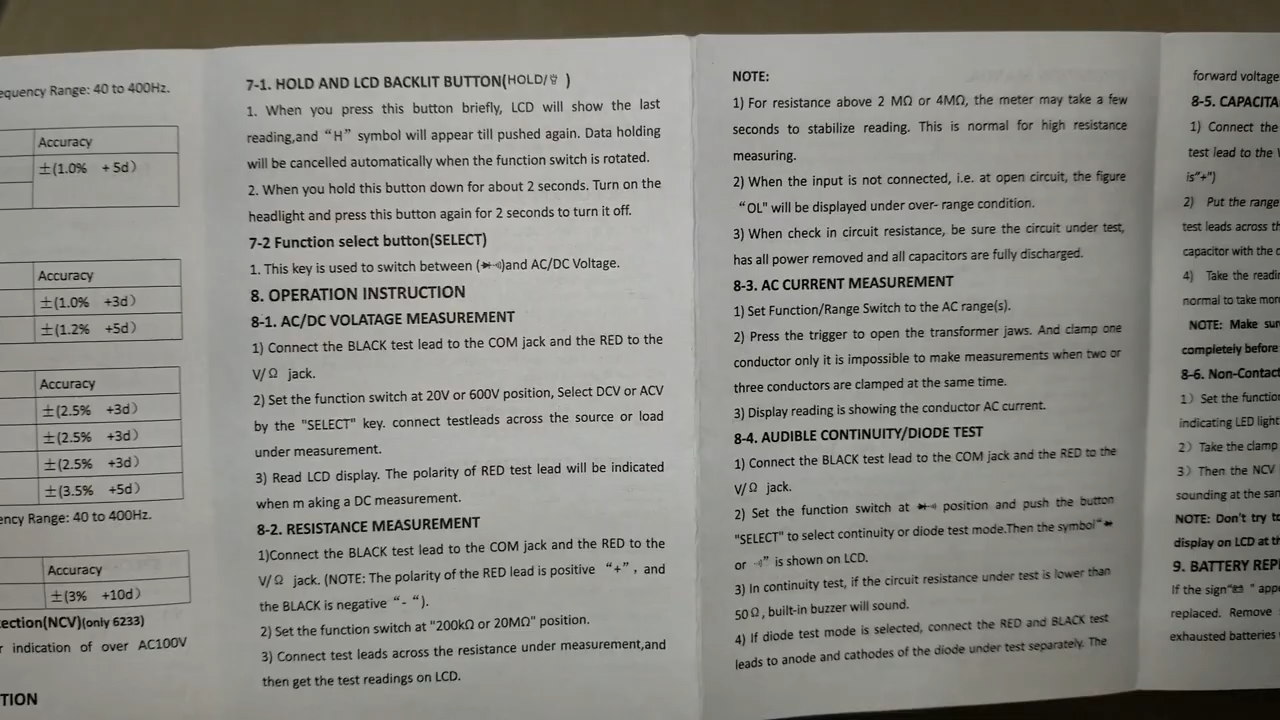 equency Range: 40 to 400Hz.
Accuracy
±(1.0% +5d)
Accuracy
±(1.0% +3d)
±(1.2% +5d)
Accuracy
±(2.5% +3d)
±(2.5% +3d)
±(2.5% +3d)
±(3.5% +5d)
ency Range: 40 to 400Hz.
Accuracy
±(3% +10d)
ection(NCV)(only 6233)
r indication of over AC100V
TION
7-1. HOLD AND LCD BACKLIT BUTTON(HOLD/ )
1. When you press this button briefly, LCD will show the last
reading,and “H” symbol will appear till pushed again. Data holding
will be cancelled automatically when the function switch is rotated.
2. When you hold this button down for about 2 seconds. Turn on the
headlight and press this button again for 2 seconds to turn it off.
7-2 Function select button(SELECT)
1. This key is used to switch between ( )and AC/DC Voltage.
8. OPERATION INSTRUCTION
8-1. AC/DC VOLATAGE MEASUREMENT
1) Connect the BLACK test lead to the COM jack and the RED to the
V/Ω jack.
2) Set the function switch at 20V or 600V position, Select DCV or ACV
by the "SELECT" key. connect testleads across the source or load
under measurement.
3) Read LCD display. The polarity of RED test lead will be indicated
when m aking a DC measurement.
8-2. RESISTANCE MEASUREMENT
1)Connect the BLACK test lead to the COM jack and the RED to the
V/Ω jack. (NOTE: The polarity of the RED lead is positive “+”, and
the BLACK is negative “- “).
2) Set the function switch at "200kΩ or 20MΩ" position.
3) Connect test leads across the resistance under measurement,and
then get the test readings on LCD.
NOTE:
1) For resistance above 2 MΩ or 4MΩ, the meter may take a few
seconds to stabilize reading. This is normal for high resistance
measuring.
2) When the input is not connected, i.e. at open circuit, the figure
“OL" will be displayed under over- range condition.
3) When check in circuit resistance, be sure the circuit under test,
has all power removed and all capacitors are fully discharged.
8-3. AC CURRENT MEASUREMENT
1) Set Function/Range Switch to the AC range(s).
2) Press the trigger to open the transformer jaws. And clamp one
conductor only it is impossible to make measurements when two or
three conductors are clamped at the same time.
3) Display reading is showing the conductor AC current.
8-4. AUDIBLE CONTINUITY/DIODE TEST
1) Connect the BLACK test lead to the COM jack and the RED to the
V/Ω jack.
2) Set the function switch at position and push the button
"SELECT" to select continuity or diode test mode.Then the symbol“
or ” is shown on LCD.
3) In continuity test, if the circuit resistance under test is lower than
50Ω, built-in buzzer will sound.
4) If diode test mode is selected, connect the RED and BLACK test
leads to anode and cathodes of the diode under test separately. The
forward voltage
8-5. CAPACITA
1) Connect the
test lead to the
is"+")
2) Put the range
test leads across th
capacitor with the c
4) Take the readi
normal to take mor
NOTE: Make sur
completely before
8-6. Non-Contact
1) Set the function
indicating LED light
2) Take the clamp
3) Then the NCV
sounding at the sam
NOTE: Don't try to
display on LCD at th
9. BATTERY REPL
If the sign“ " appe
replaced. Remove
exhausted batteries